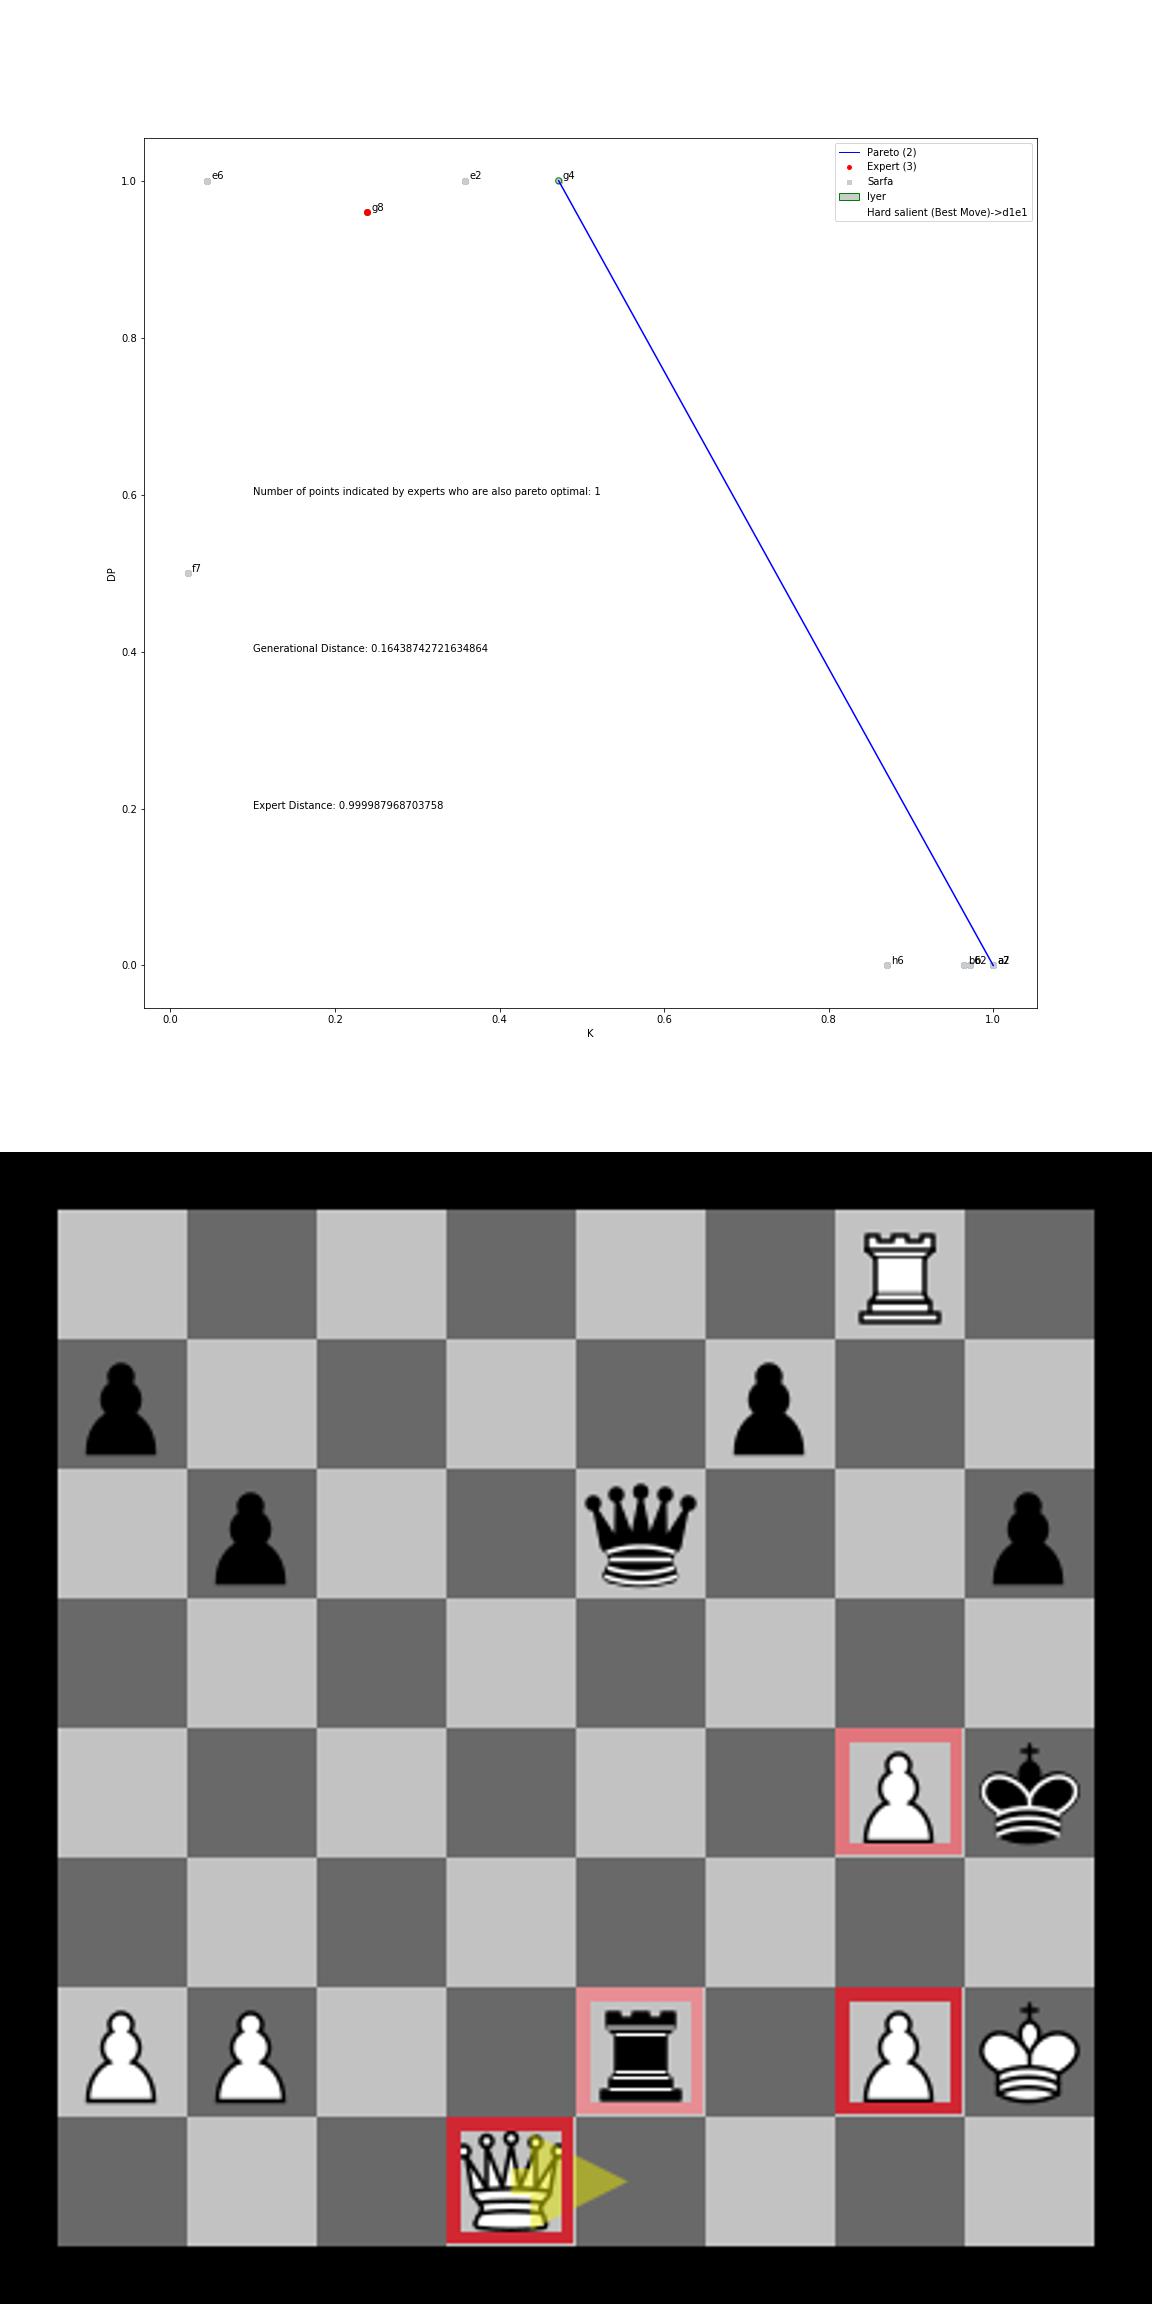 Pareto (2)
Expert (3)
Sarfa
Iyer
Hard salient (Best Move)->d1e1
e6
e2
g4
g8
Number of points indicated by experts who are also pareto optimal: 1
f7
Generational Distance: 0.16438742721634864
Expert Distance: 0.999987968703758
h6
DP
1.0
0.8
0.6
0.4
0.2
0.0
0.0 0.2 0.4 0.6 0.8 1.0
K